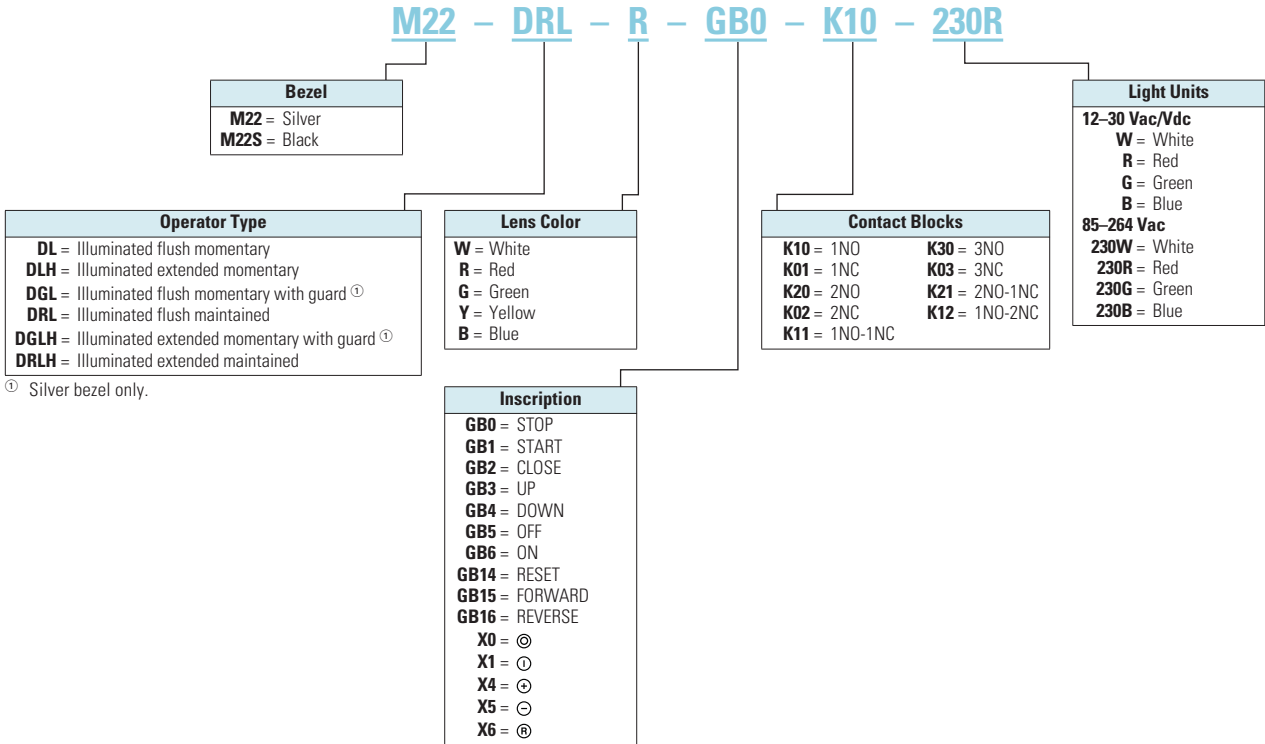 M22 – DRL – R – GB0 – K10 – 230R
Bezel
M22 = Silver
M22S = Black
Light Units
12–30 Vac/Vdc
W = White
R = Red
G = Green
B = Blue
85–264 Vac
230W = White
230R = Red
230G = Green
230B = Blue
Operator Type
DL = Illuminated flush momentary
DLH = Illuminated extended momentary
DGL = Illuminated flush momentary with guard ①
DRL = Illuminated flush maintained
DGLH = Illuminated extended momentary with guard ①
DRLH = Illuminated extended maintained
① Silver bezel only.
Lens Color
W = White
R = Red
G = Green
Y = Yellow
B = Blue
Contact Blocks
K10 = 1NO K30 = 3NO
K01 = 1NC K03 = 3NC
K20 = 2NO K21 = 2NO-1NC
K02 = 2NC K12 = 1NO-2NC
K11 = 1NO-1NC
Inscription
GB0 = STOP
GB1 = START
GB2 = CLOSE
GB3 = UP
GB4 = DOWN
GB5 = OFF
GB6 = ON
GB14 = RESET
GB15 = FORWARD
GB16 = REVERSE
X0 = ◎
X1 = Ⓘ
X4 = ⊕
X5 = ⊖
X6 = Ⓡ